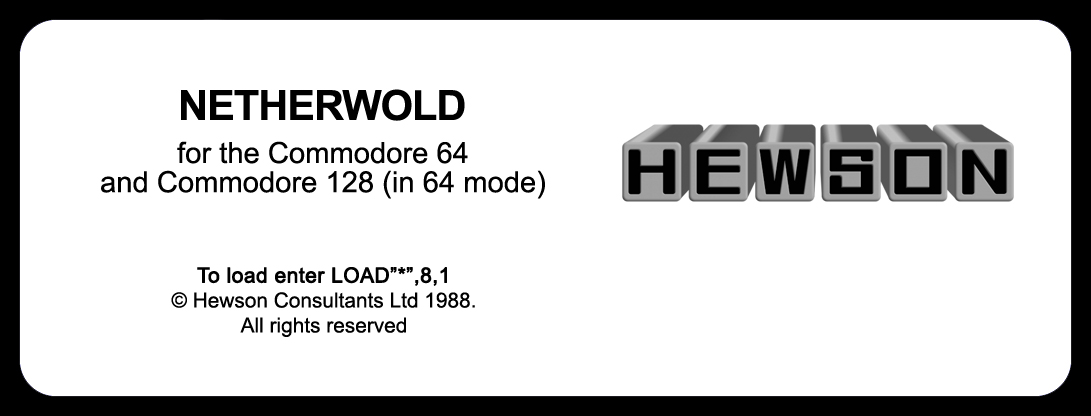 NETHERWOLD
for the Commodore 64
and Commodore 128 (in 64 mode)
HEWSON
To load enter LOAD”*”,8,1
© Hewson Consultants Ltd 1988.
All rights reserved